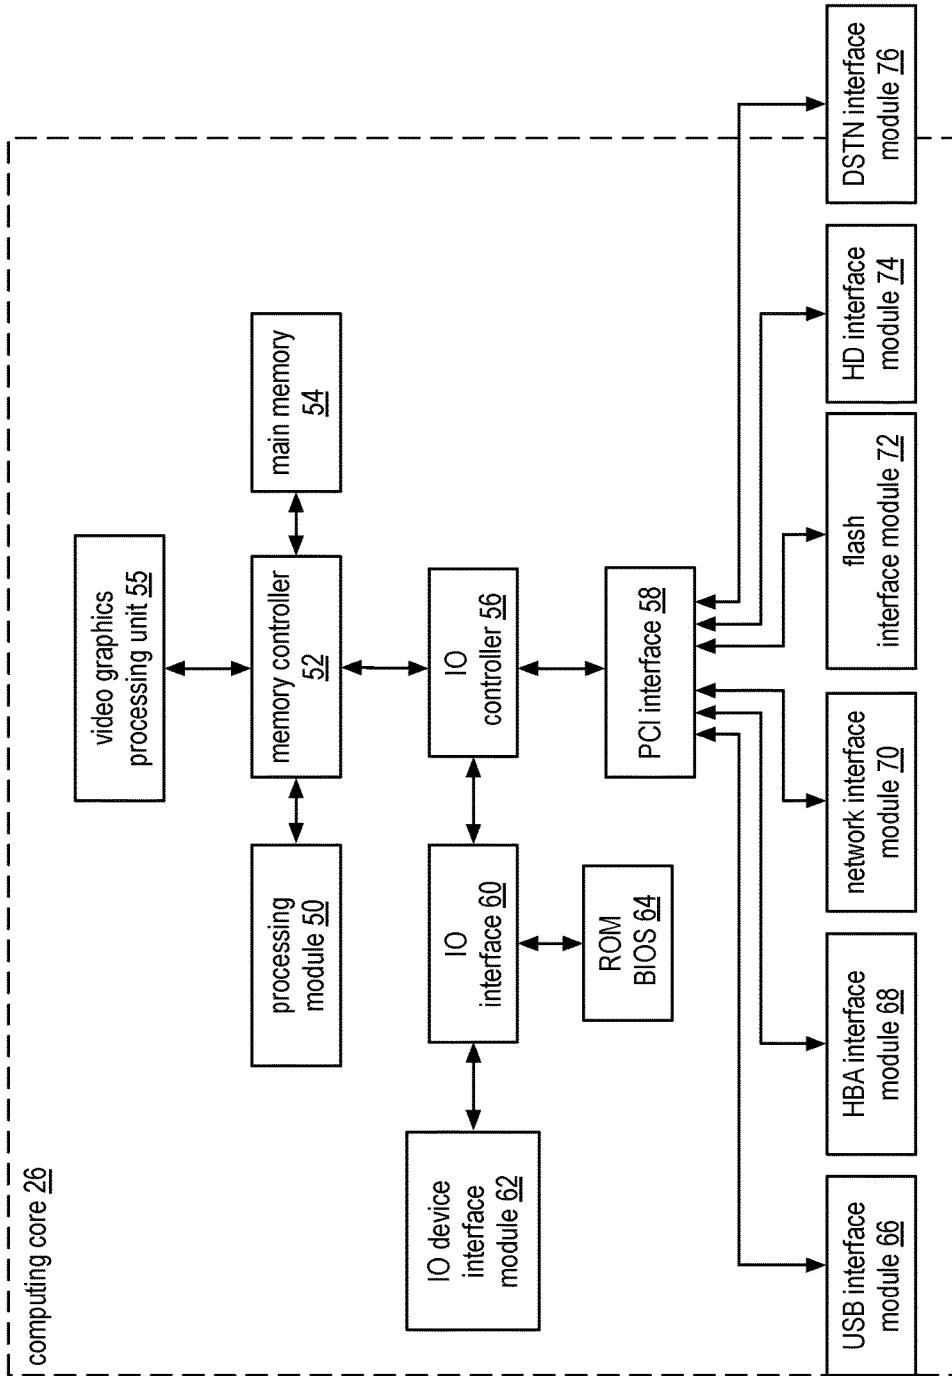 computing core 26
video graphics
processing unit 55
processing
module 50
memory controller
52
main memory
54
IO device
interface
module 62
IO
interface 60
IO
controller 56
ROM
BIOS 64
PCI interface 58
USB interface
module 66
HBA interface
module 68
network interface
module 70
flash
interface module 72
HD interface
module 74
DSTN interface
module 76